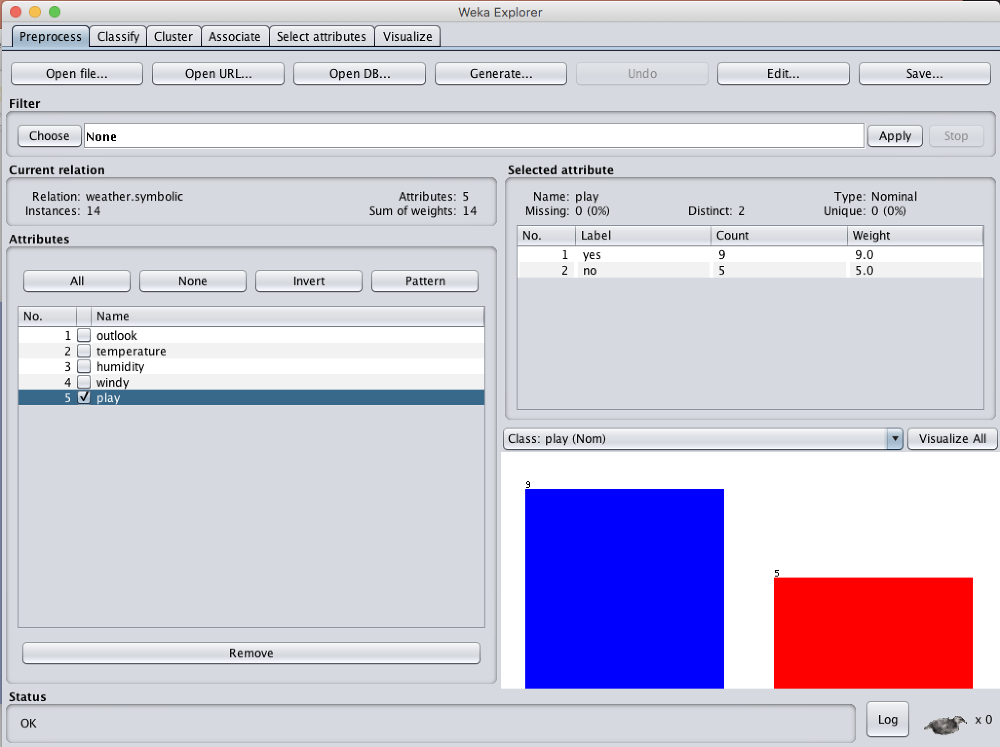 Weka Explorer
Preprocess Classify Cluster Associate Select attributes Visualize
Open file... Open URL... Open DB... Generate... Undo Edit... Save...
Filter
Choose None Apply Stop
Current relation
Relation: weather.symbolic Attributes: 5
Instances: 14 Sum of weights: 14
Selected attribute
Name: play Type: Nominal
Missing: 0 (0%) Distinct: 2 Unique: 0 (0%)
No. Label Count Weight
1 yes 9 9.0
2 no 5 5.0
Attributes
All None Invert Pattern
No. Name
1 outlook
2 temperature
3 humidity
4 windy
5 play
Remove
Class: play (Nom) Visualize All
9
5
Status
OK
Log x 0